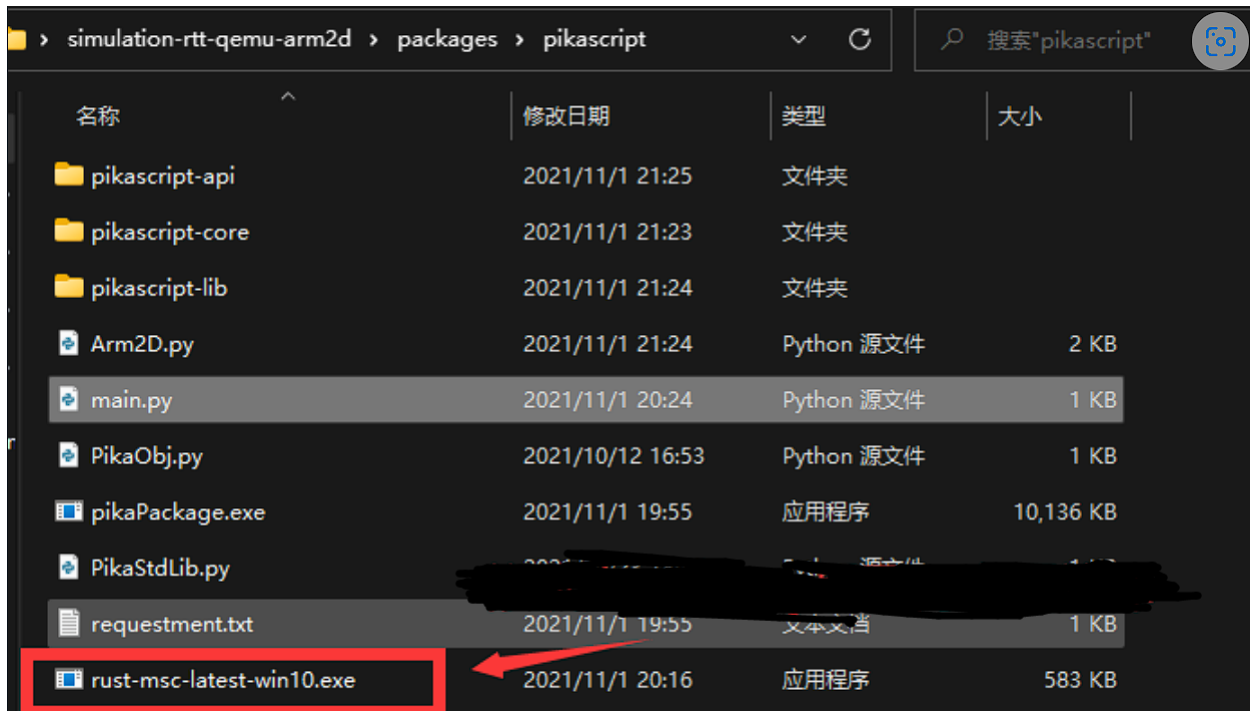 simulation-rtt-qemu-arm2d › packages › pikascript 搜索"pikascript"
名称 修改日期 类型 大小
pikascript-api 2021/11/1 21:25 文件夹
pikascript-core 2021/11/1 21:23 文件夹
pikascript-lib 2021/11/1 21:24 文件夹
Arm2D.py 2021/11/1 21:24 Python 源文件 2 KB
main.py 2021/11/1 20:24 Python 源文件 1 KB
PikaObj.py 2021/10/12 16:53 Python 源文件 1 KB
pikaPackage.exe 2021/11/1 19:55 应用程序 10,136 KB
PikaStdLib.py
requestment.txt 2021/11/1 19:55 文本文档 1 KB
rust-msc-latest-win10.exe 2021/11/1 20:16 应用程序 583 KB